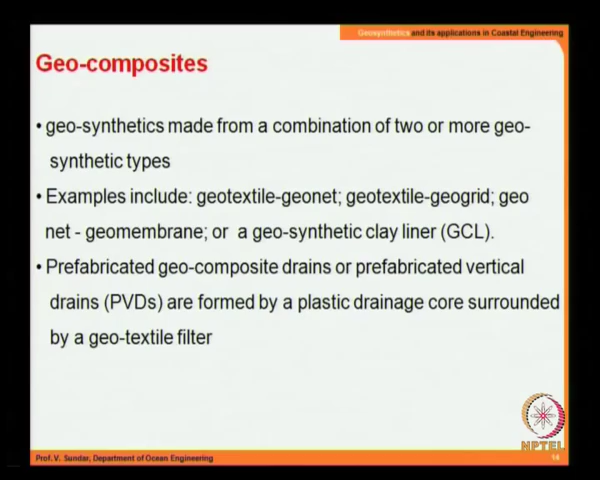 Geosynthetics and its applications in Coastal Engineering
Geo-composites
• geo-synthetics made from a combination of two or more geo-
synthetic types
• Examples include: geotextile-geonet; geotextile-geogrid; geo
net - geomembrane; or a geo-synthetic clay liner (GCL).
• Prefabricated geo-composite drains or prefabricated vertical
drains (PVDs) are formed by a plastic drainage core surrounded
by a geo-textile filter
NPTEL
Prof. V. Sundar, Department of Ocean Engineering
14